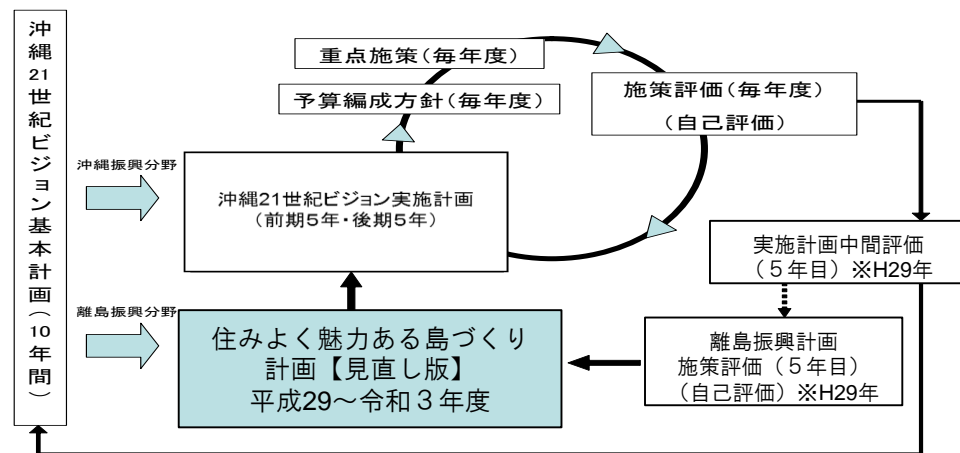 沖縄21世紀ビジョン基本計画(10年間)
重点施策(毎年度)
予算編成方針(毎年度)
施策評価(毎年度)
(自己評価)
沖縄振興分野
沖縄21世紀ビジョン実施計画
(前期5年・後期5年)
実施計画中間評価
(5年目)※H29年
離島振興分野
住みよく魅力ある島づくり
計画【見直し版】
平成29～令和3年度
離島振興計画
施策評価(5年目)
(自己評価)※H29年